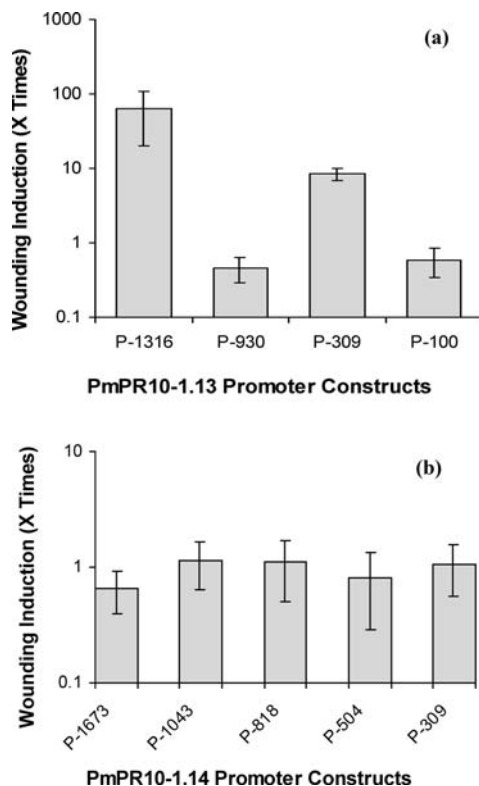 (a)
Wounding Induction (X Times)
1000
100
10
1
0.1
P-1316 P-930 P-309 P-100
PmPR10-1.13 Promoter Constructs
(b)
Wounding Induction (X Times)
10
1
0.1
P-1673 P-1043 P-818 P-504 P-309
PmPR10-1.14 Promoter Constructs